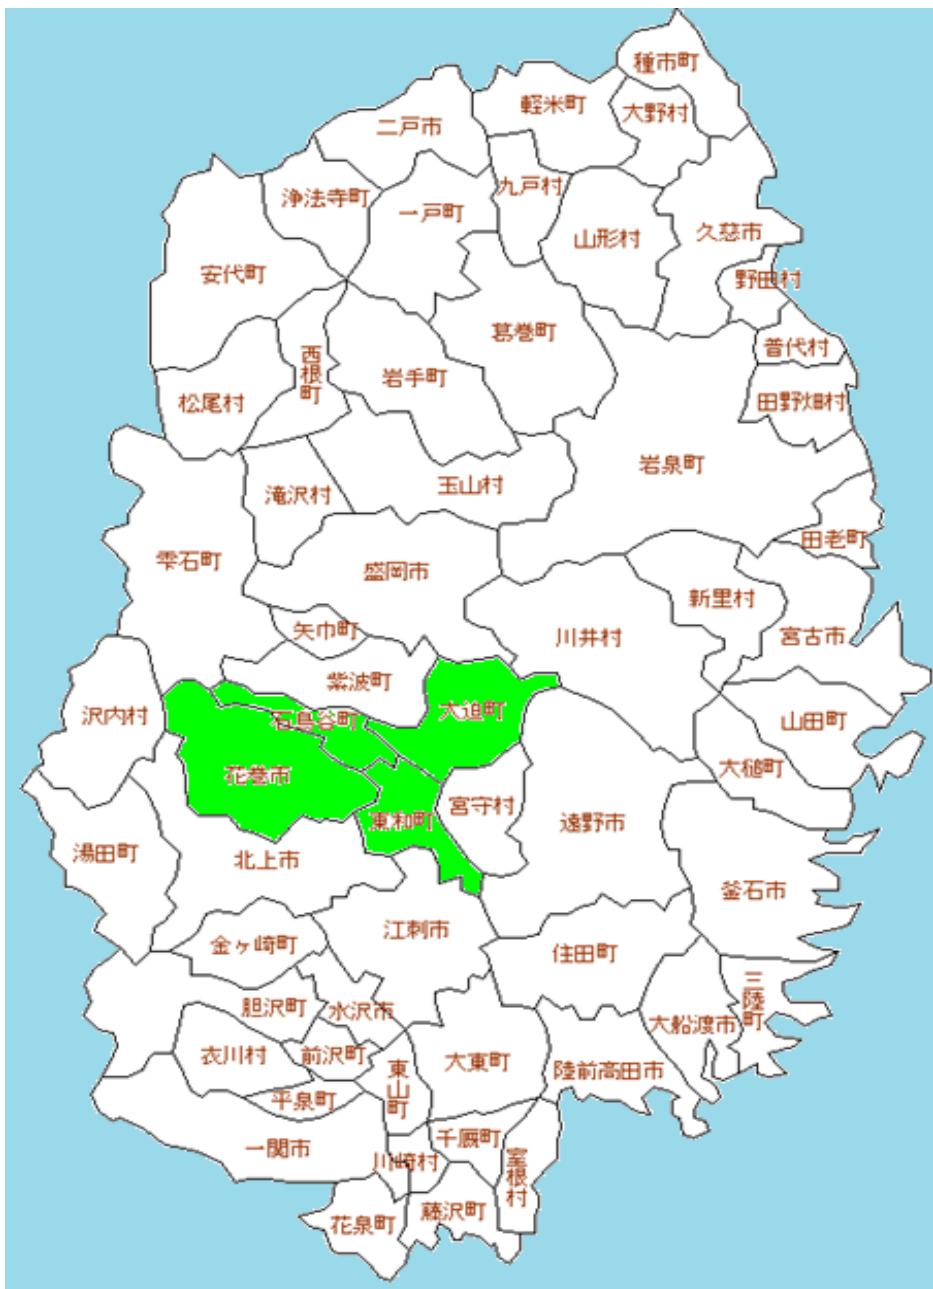 種市町
軽米町
大野村
二戸市
九戸村
浄法寺町
一戸町
山形村
久慈市
安代町
野田村
葛巻町
普代村
西根町
岩手町
松尾村
田野畑村
岩泉町
玉山村
滝沢村
田老町
雫石町
盛岡市
新里村
矢巾町
川井村
宮古市
紫波町
沢内村
石鳥谷町
大迫町
山田町
花巻市
大槌町
宮守村
東和町
遠野市
湯田町
北上市
釜石市
江刺市
金ヶ崎町
住田町
三陸町
胆沢町
水沢市
大船渡市
衣川村
前沢町
東山町
大東町
陸前高田市
平泉町
一関市
千厩町
川崎村
室根村
花泉町
藤沢町